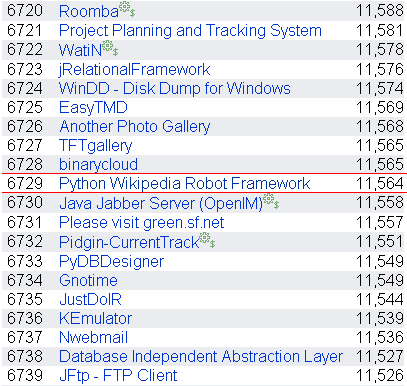 6720 Roomba $ 11,588
6721 Project Planning and Tracking System 11,581
6722 WatiN $ 11,578
6723 jRelationalFramework 11,576
6724 WinDD - Disk Dump for Windows 11,574
6725 EasyTMD 11,569
6726 Another Photo Gallery 11,568
6727 TFTgallery 11,565
6728 binarycloud 11,565
6729 Python Wikipedia Robot Framework 11,564
6730 Java Jabber Server (OpenIM) $ 11,558
6731 Please visit green.sf.net 11,557
6732 Pidgin-CurrentTrack $ 11,551
6733 PyDBDesigner 11,549
6734 Gnotime 11,549
6735 JustDoIR 11,544
6736 KEmulator 11,539
6737 Nwebmail 11,536
6738 Database Independent Abstraction Layer 11,527
6739 JFtp - FTP Client 11,526